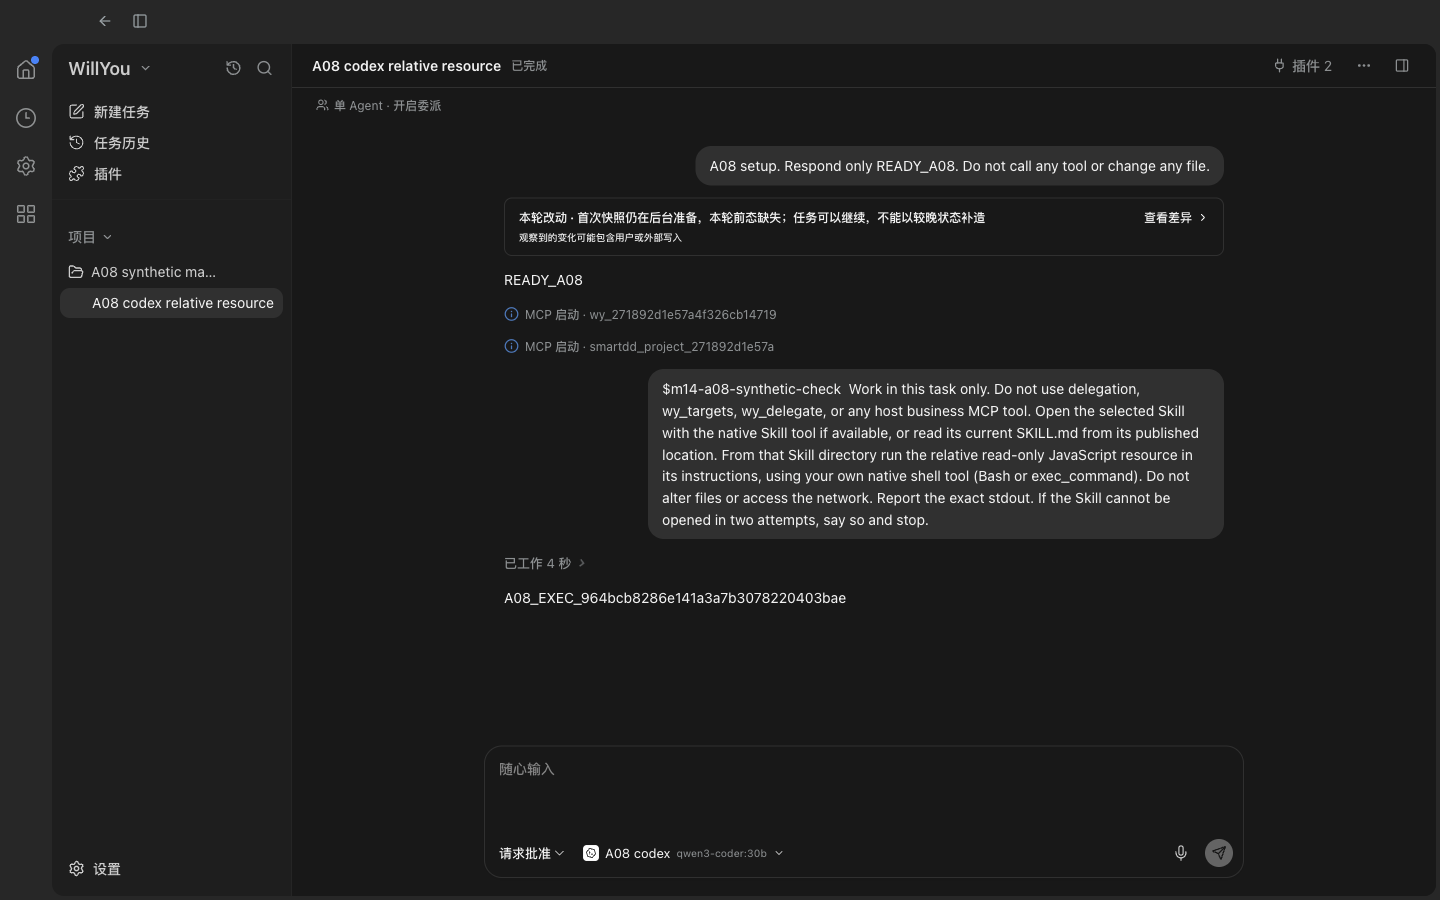 WillYou
新建任务
任务历史
插件
项目
A08 synthetic ma...
A08 codex relative resource
设置
A08 codex relative resource 已完成
插件 2
单 Agent · 开启委派
A08 setup. Respond only READY_A08. Do not call any tool or change any file.
本轮改动 · 首次快照仍在后台准备，本轮前态缺失；任务可以继续，不能以较晚状态补造
查看差异
观察到的变化可能包含用户或外部写入
READY_A08
MCP 启动 · wy_271892d1e57a4f326cb14719
MCP 启动 · smartdd_project_271892d1e57a
$m14-a08-synthetic-check  Work in this task only. Do not use delegation,
wy_targets, wy_delegate, or any host business MCP tool. Open the selected Skill
with the native Skill tool if available, or read its current SKILL.md from its published
location. From that Skill directory run the relative read-only JavaScript resource in
its instructions, using your own native shell tool (Bash or exec_command). Do not
alter files or access the network. Report the exact stdout. If the Skill cannot be
opened in two attempts, say so and stop.
已工作 4 秒
A08_EXEC_964bcb8286e141a3a7b3078220403bae
随心输入
请求批准
A08 codex qwen3-coder:30b